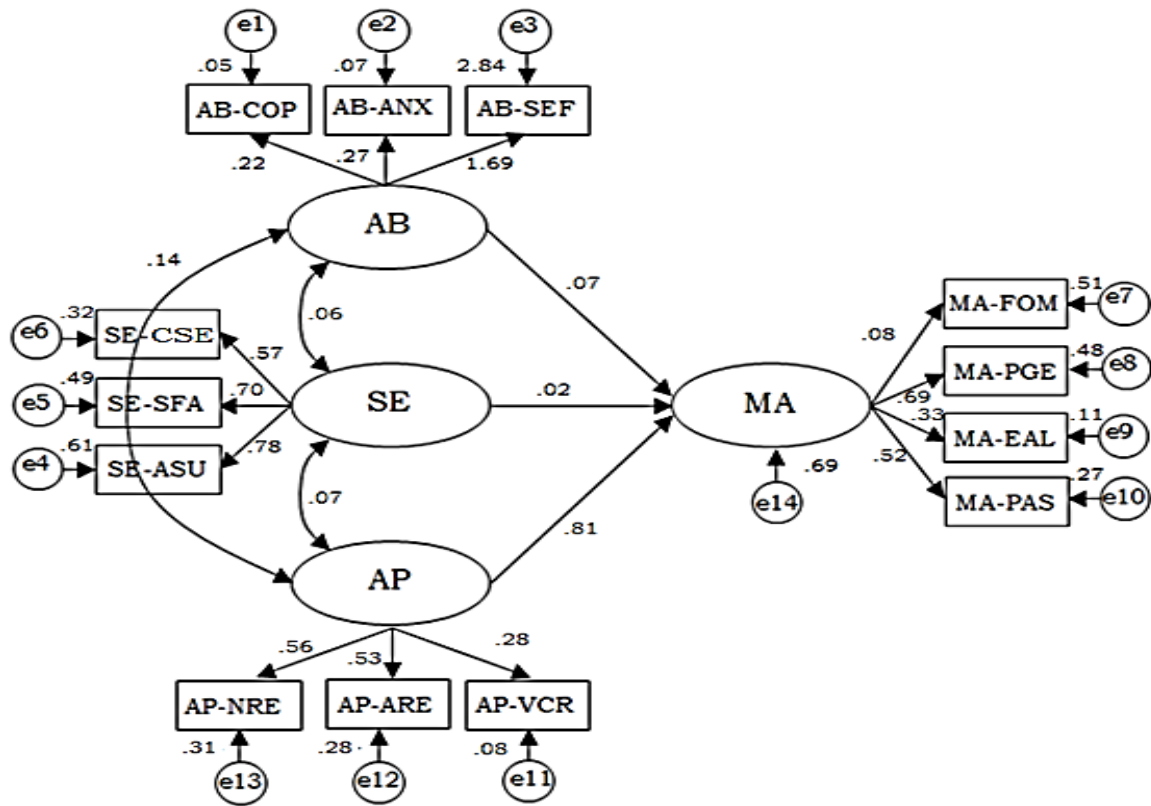 e1
e2
e3
.05
.07
2.84
AB-COP
AB-ANX
AB-SEF
.22
.27
1.69
AB
.14
.07
.06
e6
.32
SE-CSE
.57
e5
.49
SE-SFA
.70
e4
.61
SE-ASU
.78
SE
.02
MA
.69
e14
.07
.81
AP
.08
MA-FOM
.51
e7
.69
MA-PGE
.48
e8
.33
MA-EAL
.11
e9
.52
MA-PAS
.27
e10
.56
.53
.28
AP-NRE
AP-ARE
AP-VCR
.31
.28
.08
e13
e12
e11